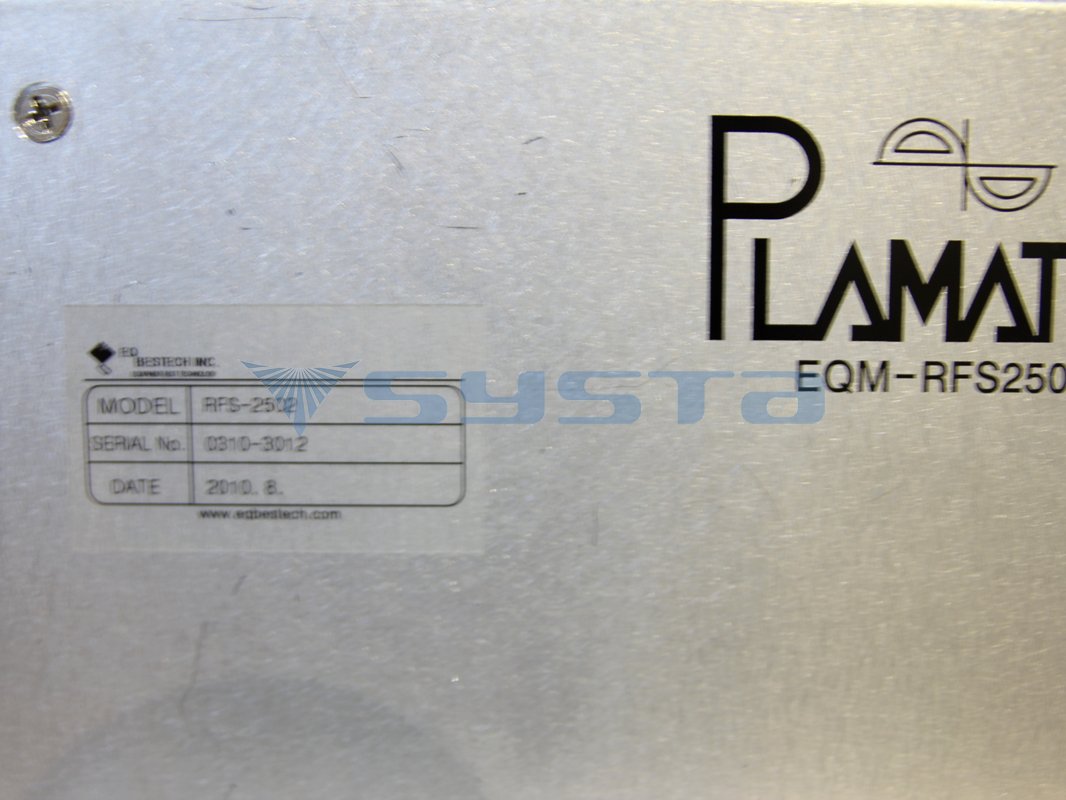 PLAMAT
EQM-RFS250
BESTECH INC.
systa
MODEL RFS-2502
SERIAL No. 0310-3012
DATE 2010. 8.
www.eqbestech.com